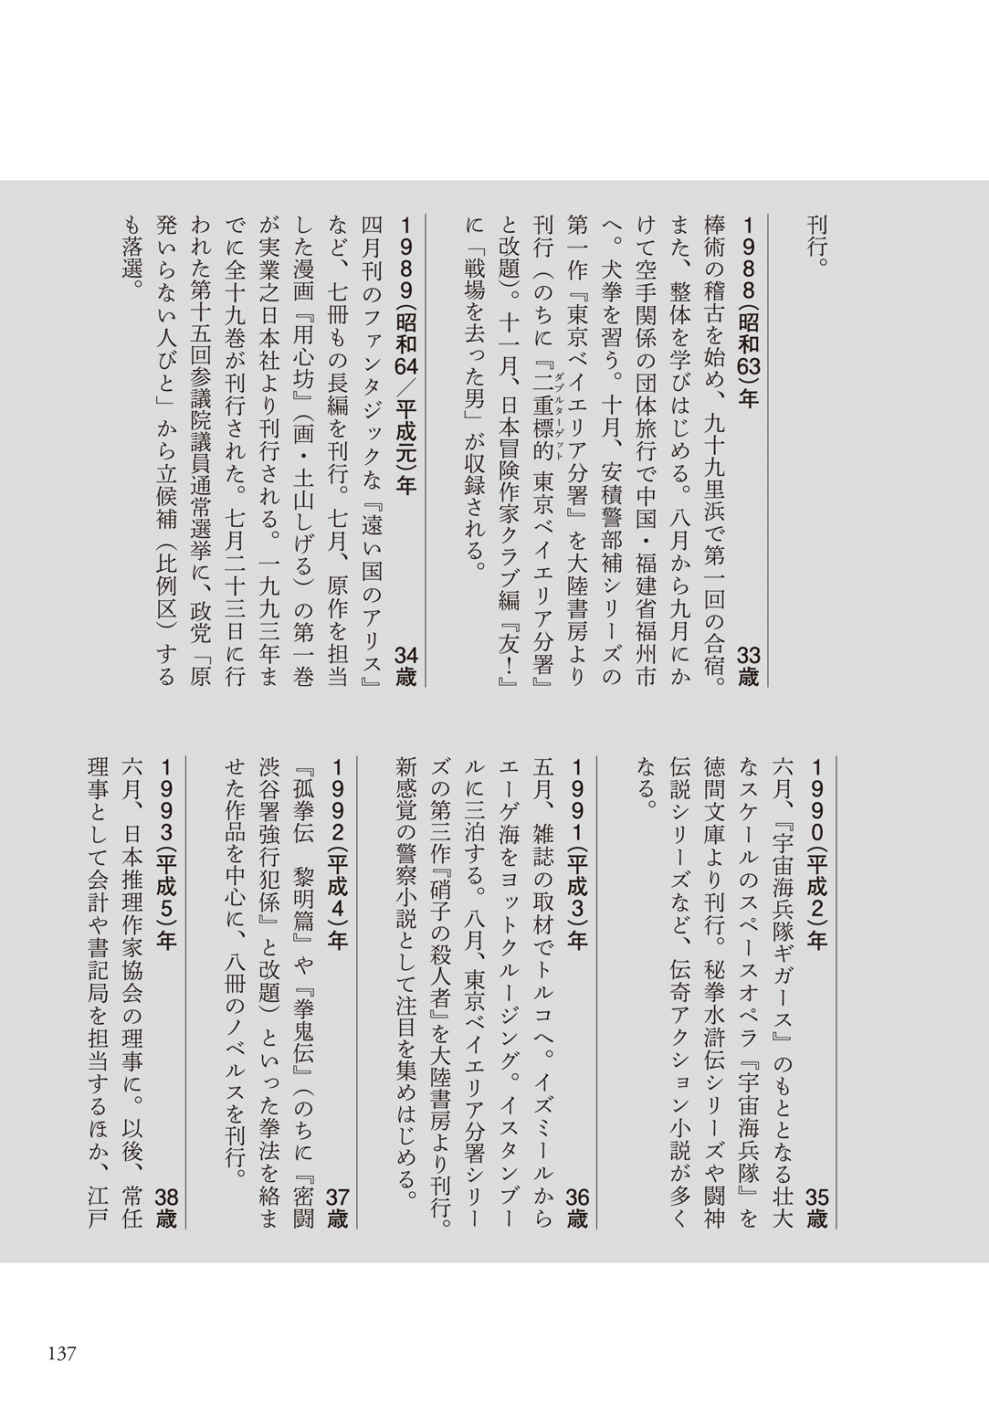 刊行。
1988（昭和63）年 33歳
棒術の稽古を始め、九十九里浜で第一回の合宿。
また、整体を学びはじめる。八月から九月にか
けて空手関係の団体旅行で中国・福建省福州市
へ。犬拳を習う。十月、安積警部補シリーズの
第一作『東京ベイエリア分署』を大陸書房より
刊行（のちに『二重標的 東京ベイエリア分署』
ダブルターゲット
と改題）。十一月、日本冒険作家クラブ編『友！』
に「戦場を去った男」が収録される。
1989（昭和64／平成元）年 34歳
四月刊のファンタジックな『遠い国のアリス』
など、七冊もの長編を刊行。七月、原作を担当
した漫画『用心坊』（画・土山しげる）の第一巻
が実業之日本社より刊行される。一九九三年ま
でに全十九巻が刊行された。七月二十三日に行
われた第十五回参議院議員通常選挙に、政党「原
発いらない人びと」から立候補（比例区）する
も落選。
1990（平成2）年 35歳
六月、『宇宙海兵隊ギガース』のもととなる壮大
なスケールのスペースオペラ『宇宙海兵隊』を
徳間文庫より刊行。秘拳水滸伝シリーズや闘神
伝説シリーズなど、伝奇アクション小説が多く
なる。
1991（平成3）年 36歳
五月、雑誌の取材でトルコへ。イズミールから
エーゲ海をヨットクルージング。イスタンブー
ルに三泊する。八月、東京ベイエリア分署シリー
ズの第三作『硝子の殺人者』を大陸書房より刊行。
新感覚の警察小説として注目を集めはじめる。
1992（平成4）年 37歳
『孤拳伝　黎明篇』や『拳鬼伝』（のちに『密闘
渋谷署強行犯係』と改題）といった拳法を絡ま
せた作品を中心に、八冊のノベルスを刊行。
1993（平成5）年 38歳
六月、日本推理作家協会の理事に。以後、常任
理事として会計や書記局を担当するほか、江戸
137